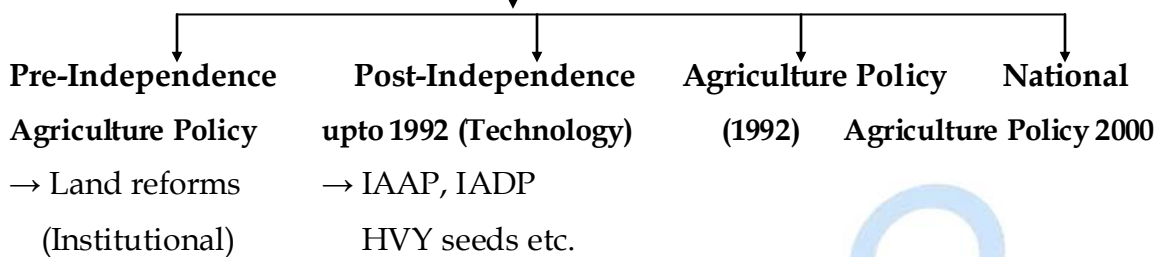 Pre-Independence Post-Independence Agriculture Policy National
Agriculture Policy upto 1992 (Technology) (1992) Agriculture Policy 2000
→ Land reforms → IAAP, IADP
(Institutional) HVY seeds etc.